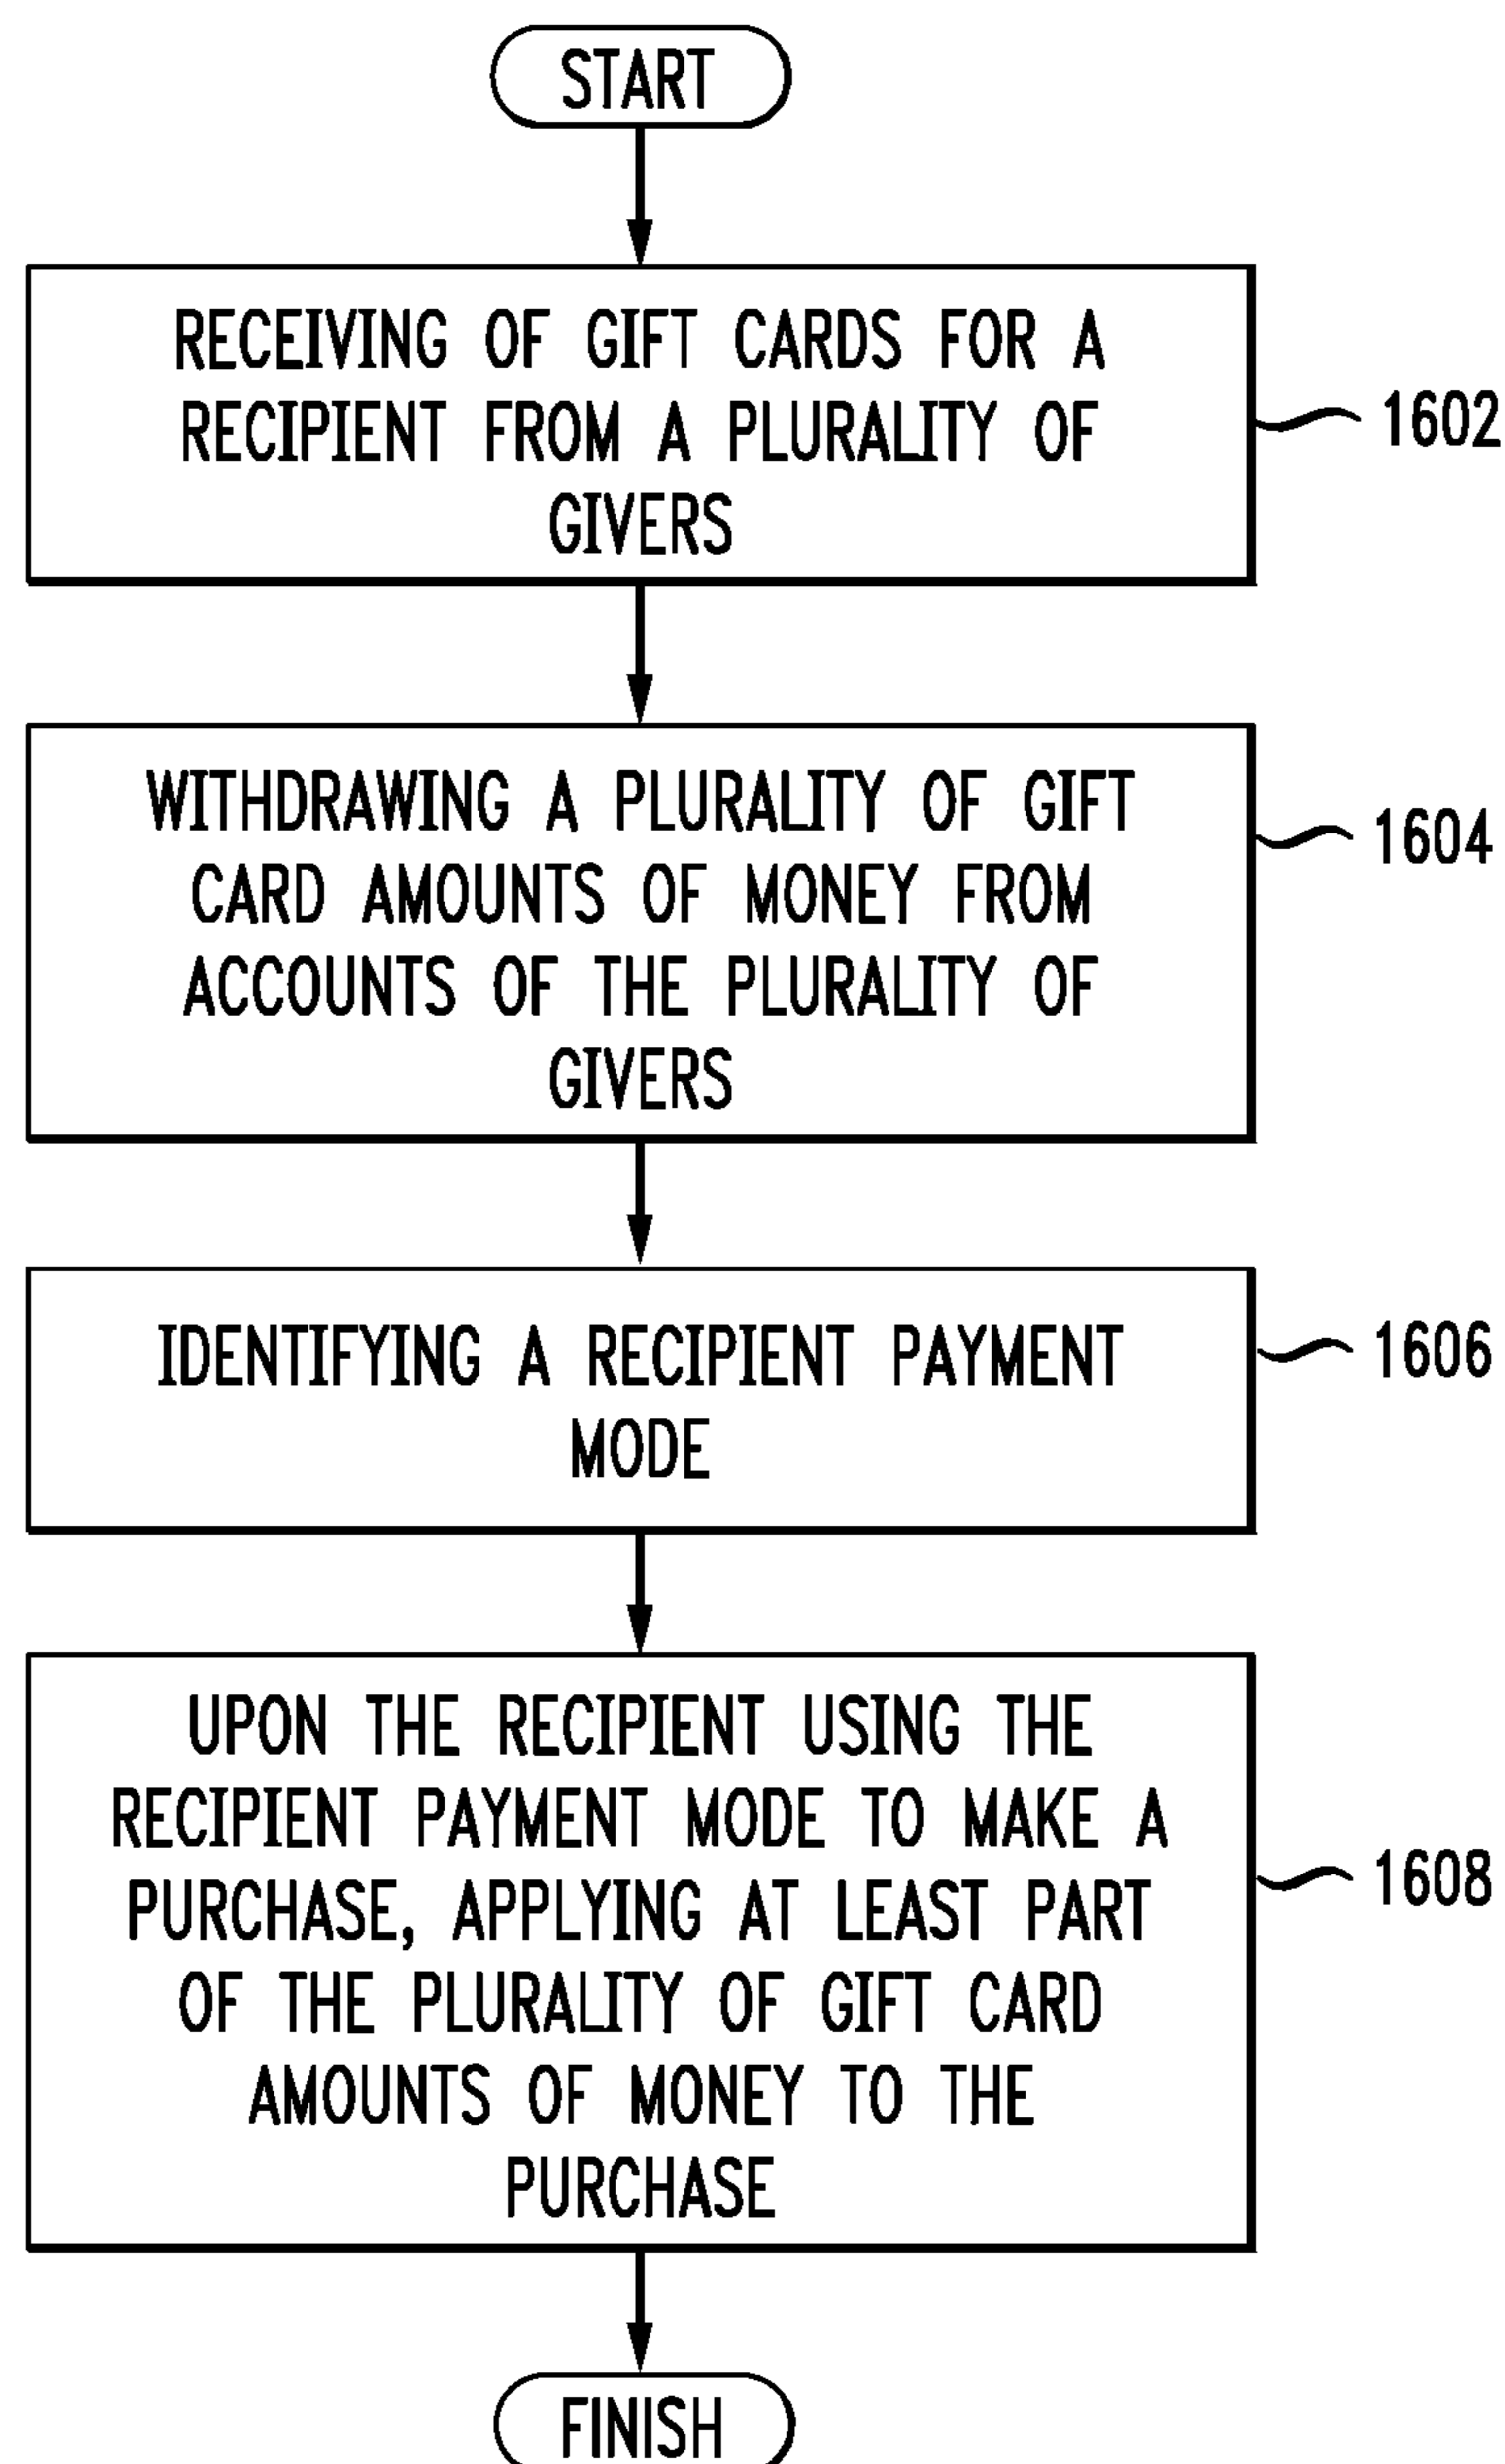 START
RECEIVING OF GIFT CARDS FOR A
RECIPIENT FROM A PLURALITY OF
GIVERS
1602
WITHDRAWING A PLURALITY OF GIFT
CARD AMOUNTS OF MONEY FROM
ACCOUNTS OF THE PLURALITY OF
GIVERS
1604
IDENTIFYING A RECIPIENT PAYMENT
MODE
1606
UPON THE RECIPIENT USING THE
RECIPIENT PAYMENT MODE TO MAKE A
PURCHASE, APPLYING AT LEAST PART
OF THE PLURALITY OF GIFT CARD
AMOUNTS OF MONEY TO THE
PURCHASE
1608
FINISH